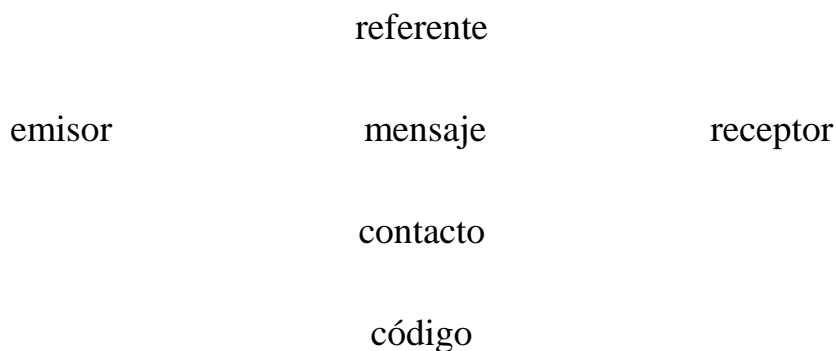 referente
emisor mensaje receptor
contacto
código